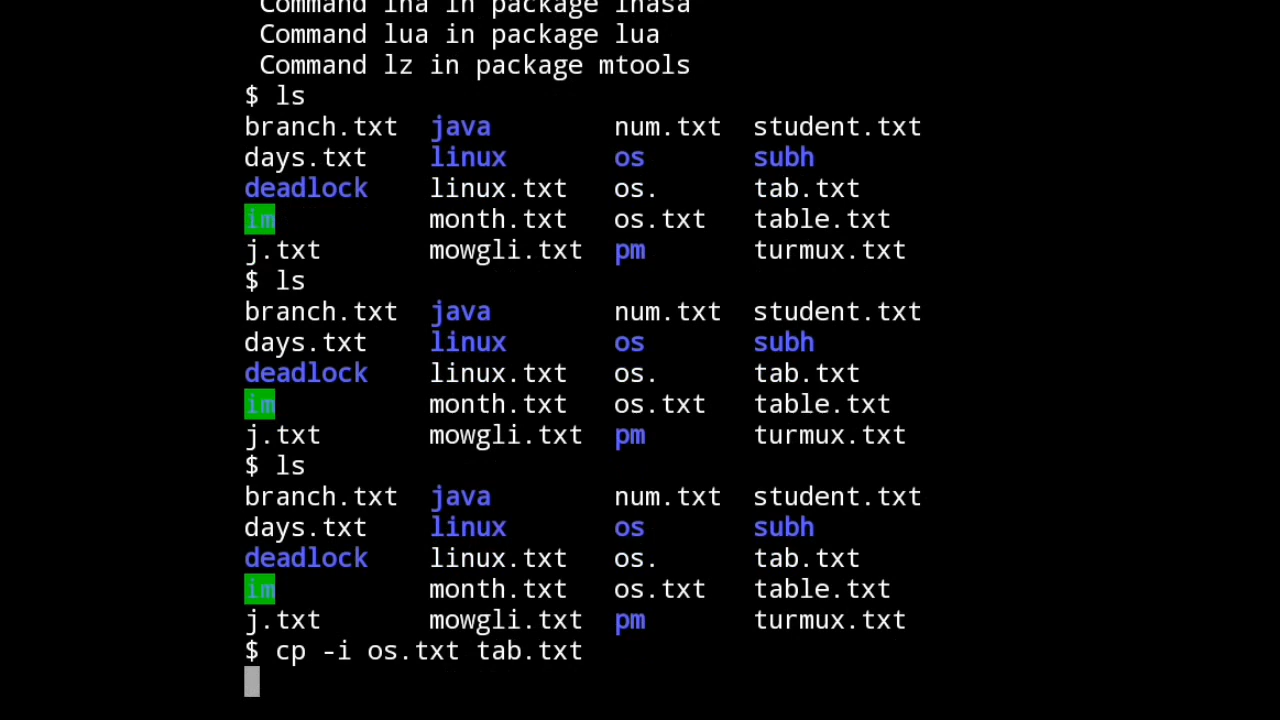 Command lha in package lhasa
Command lua in package lua
Command lz in package mtools
$ ls
branch.txt java num.txt student.txt
days.txt linux os subh
deadlock linux.txt os. tab.txt
im month.txt os.txt table.txt
j.txt mowgli.txt pm turmux.txt
$ ls
branch.txt java num.txt student.txt
days.txt linux os subh
deadlock linux.txt os. tab.txt
im month.txt os.txt table.txt
j.txt mowgli.txt pm turmux.txt
$ ls
branch.txt java num.txt student.txt
days.txt linux os subh
deadlock linux.txt os. tab.txt
im month.txt os.txt table.txt
j.txt mowgli.txt pm turmux.txt
$ cp -i os.txt tab.txt